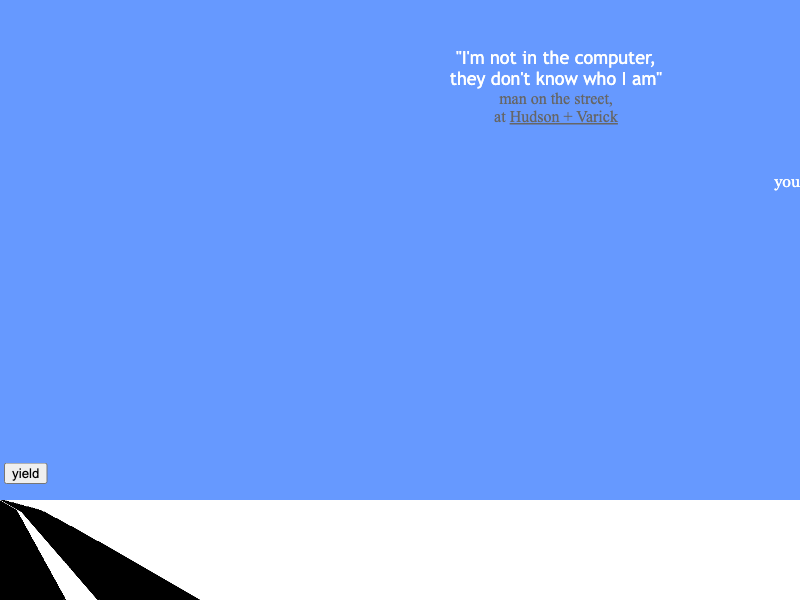 "I'm not in the computer,
they don't know who I am"
man on the street,
at Hudson + Varick
you
yield